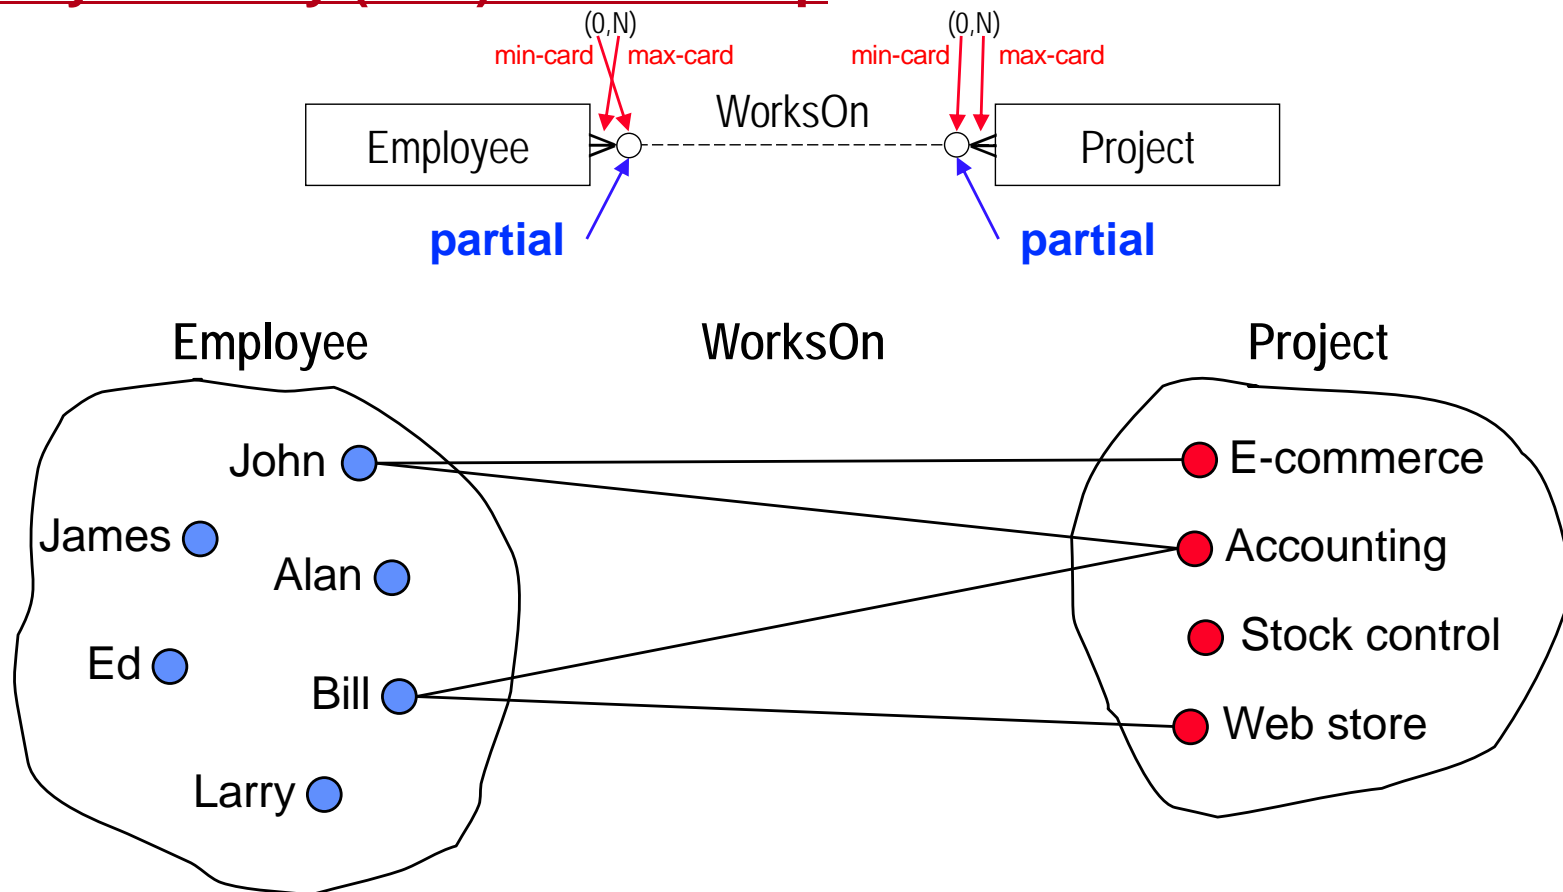 (0,N) (0,N)
min-card max-card min-card max-card
WorksOn
Employee Project
partial partial
Employee WorksOn Project
John E-commerce
James Accounting
Alan
Stock control
Ed
Bill Web store
Larry